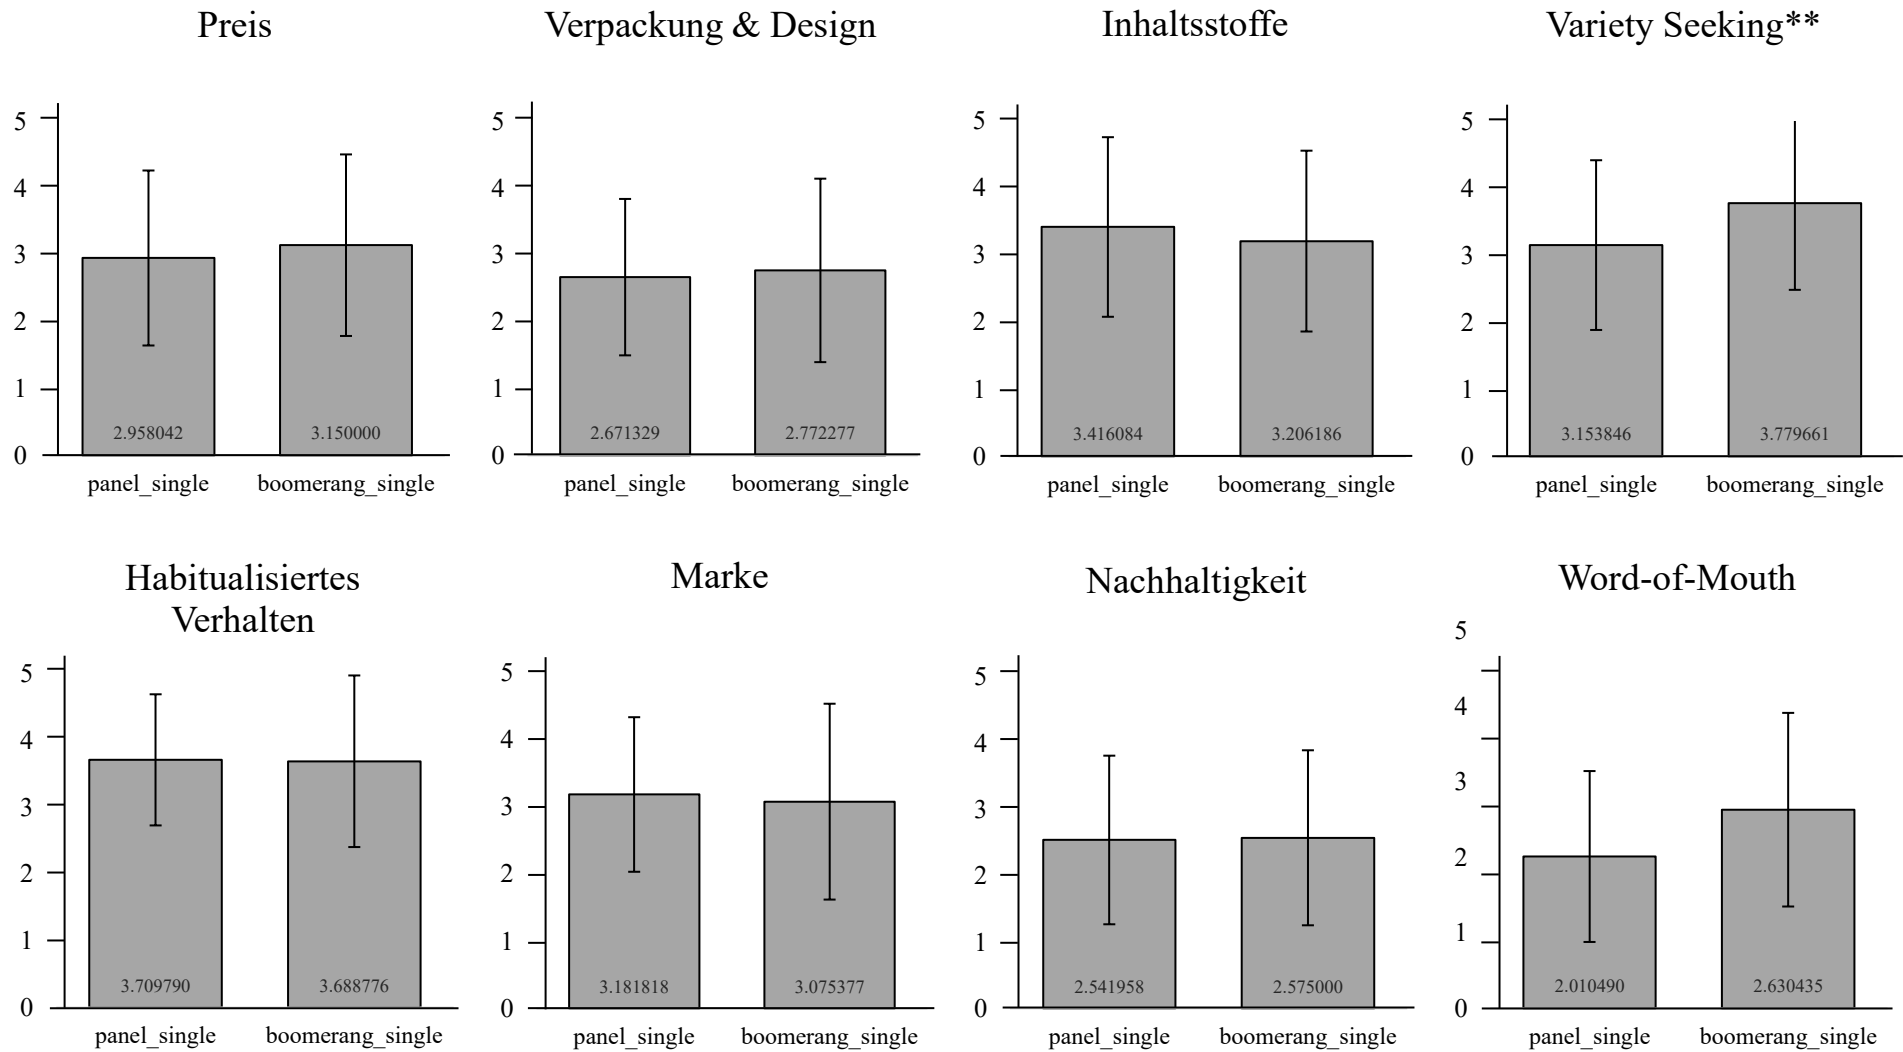 Preis
5
4
3
2
1
0
2.958042
3.150000
panel_single
boomerang_single
Verpackung & Design
5
4
3
2
1
0
2.671329
2.772277
panel_single
boomerang_single
Inhaltsstoffe
5
4
3
2
1
0
3.416084
3.206186
panel_single
boomerang_single
Variety Seeking**
5
4
3
2
1
0
3.153846
3.779661
panel_single
boomerang_single
Habitualisiertes
Verhalten
5
4
3
2
1
0
3.709790
3.688776
panel_single
boomerang_single
Marke
5
4
3
2
1
0
3.181818
3.075377
panel_single
boomerang_single
Nachhaltigkeit
5
4
3
2
1
0
2.541958
2.575000
panel_single
boomerang_single
Word-of-Mouth
5
4
3
2
1
0
2.010490
2.630435
panel_single
boomerang_single